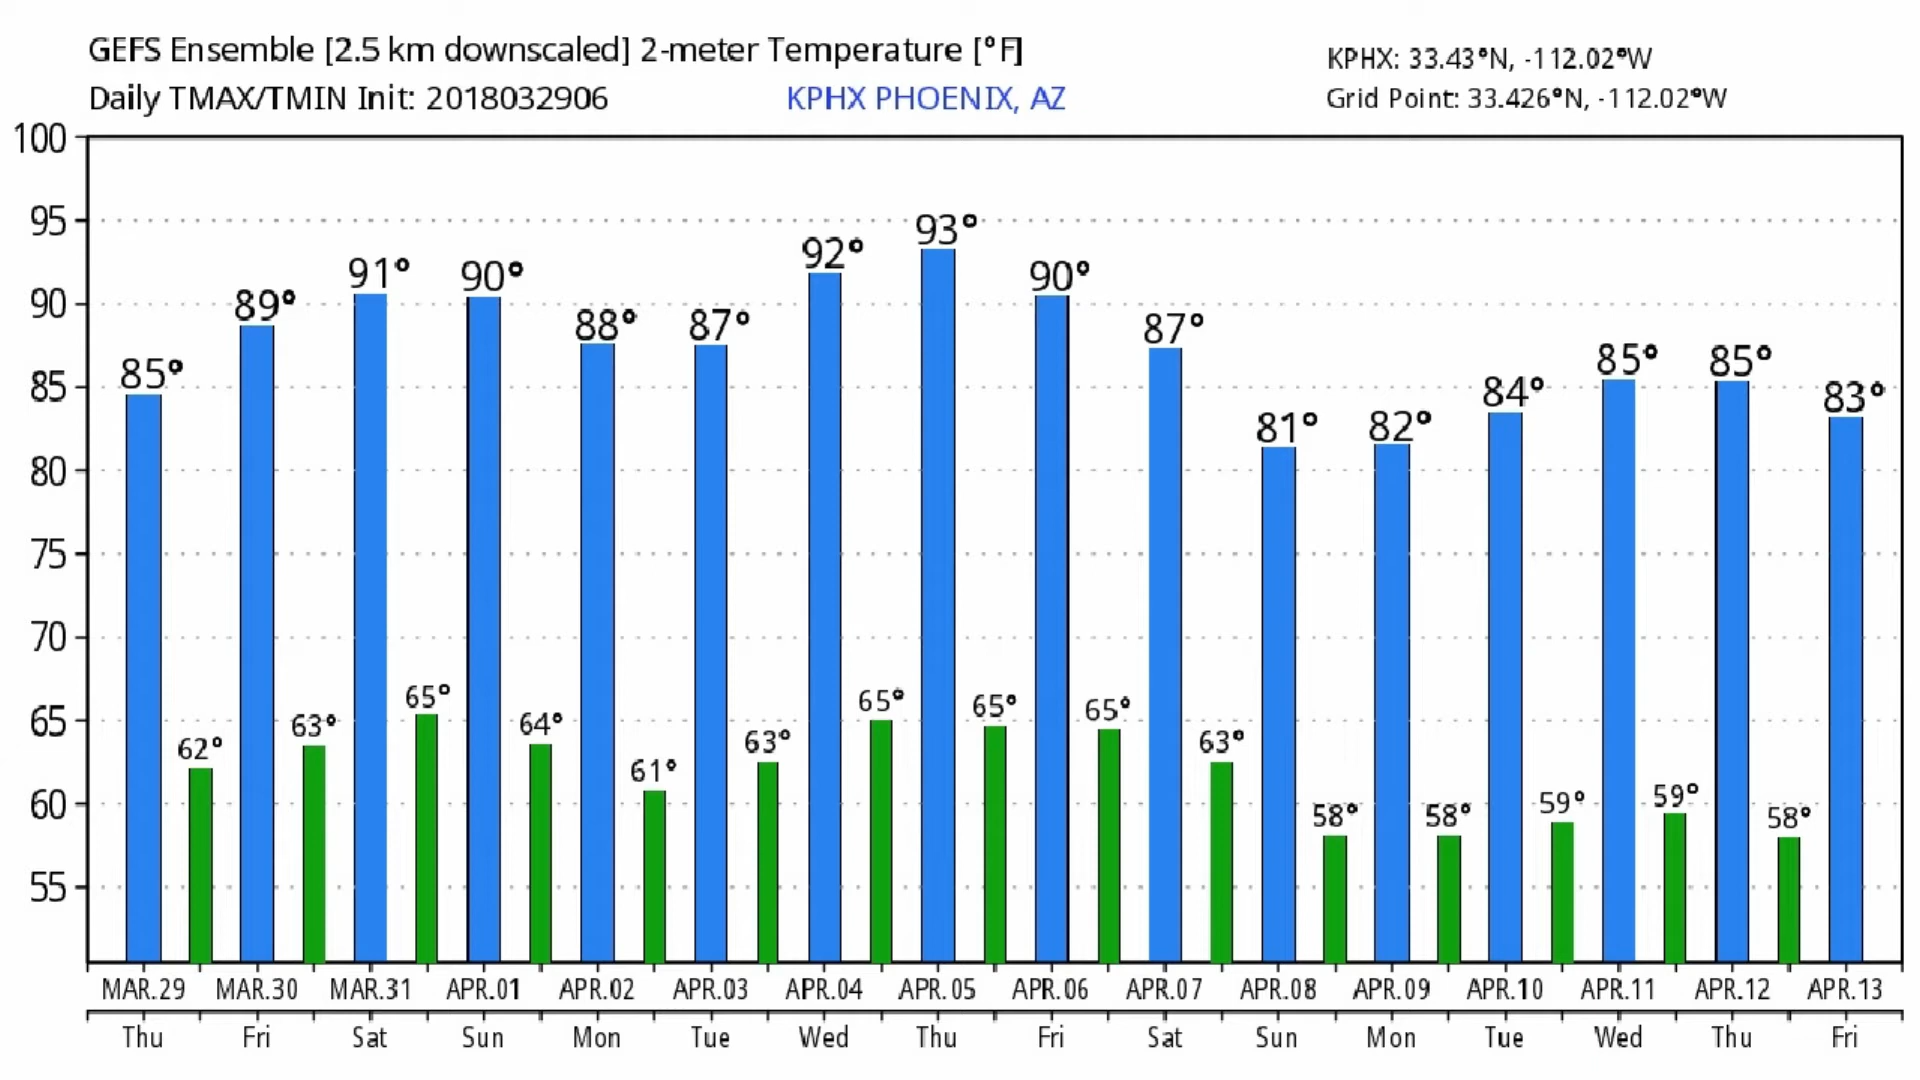 GEFS Ensemble [2.5 km downscaled] 2-meter Temperature [°F]
KPHX: 33.43°N, -112.02°W
Daily TMAX/TMIN Init: 2018032906 KPHX PHOENIX, AZ
Grid Point: 33.426°N, -112.02°W
100
95
93°
92°
91° 90° 90°
90
89°
88° 87° 87°
85° 85° 85°
85
84° 83°
81° 82°
80
75
70
65
65° 65° 65° 65°
63° 64°
62° 63° 63°
61°
60
58° 58° 59° 59° 58°
55
MAR.29 MAR.30 MAR.31 APR.01 APR.02 APR.03 APR.04 APR.05 APR.06 APR.07 APR.08 APR.09 APR.10 APR.11 APR.12 APR.13
Thu Fri Sat Sun Mon Tue Wed Thu Fri Sat Sun Mon Tue Wed Thu Fri